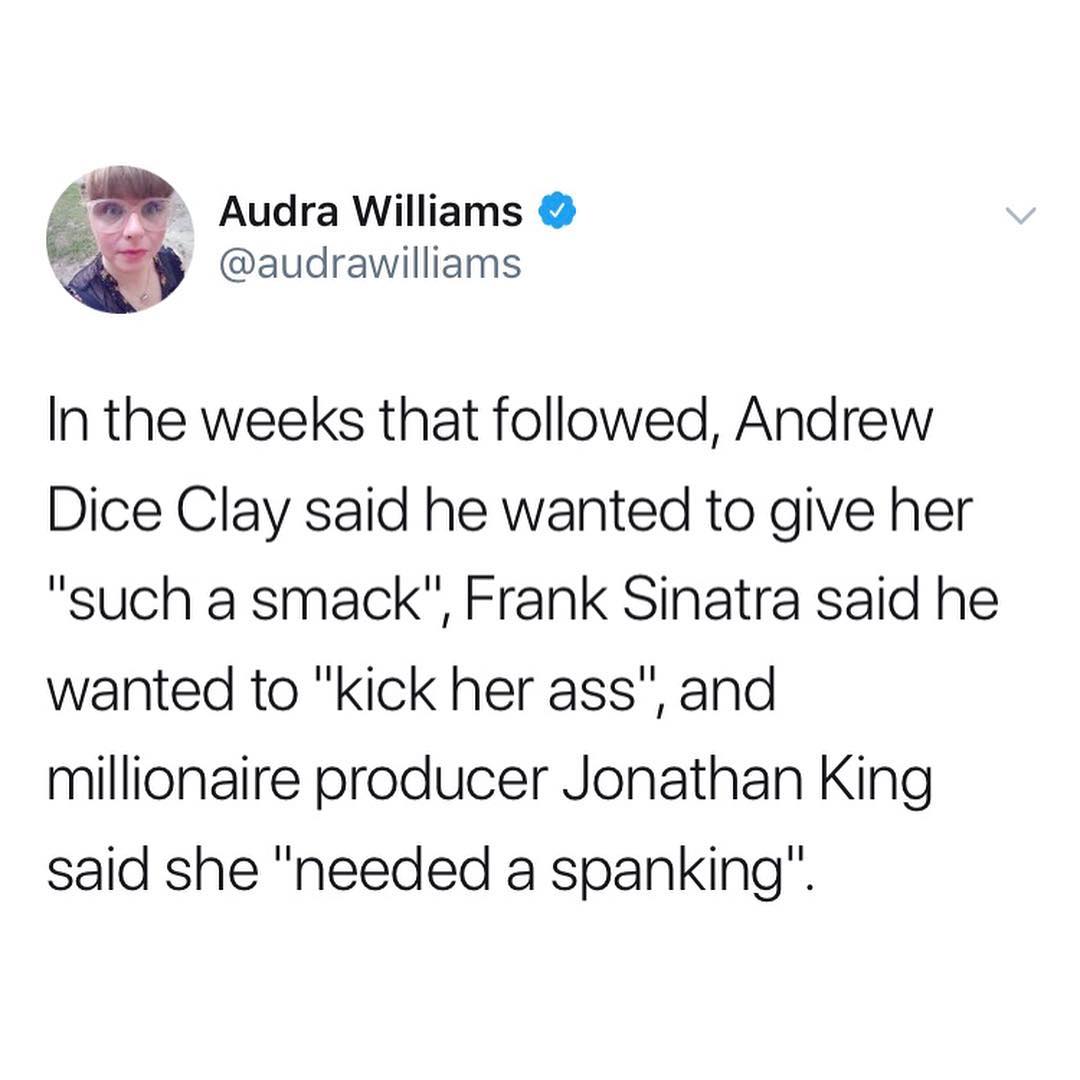 Audra Williams
@audrawilliams
In the weeks that followed, Andrew
Dice Clay said he wanted to give her
"such a smack", Frank Sinatra said he
wanted to "kick her ass", and
millionaire producer Jonathan King
said she "needed a spanking".